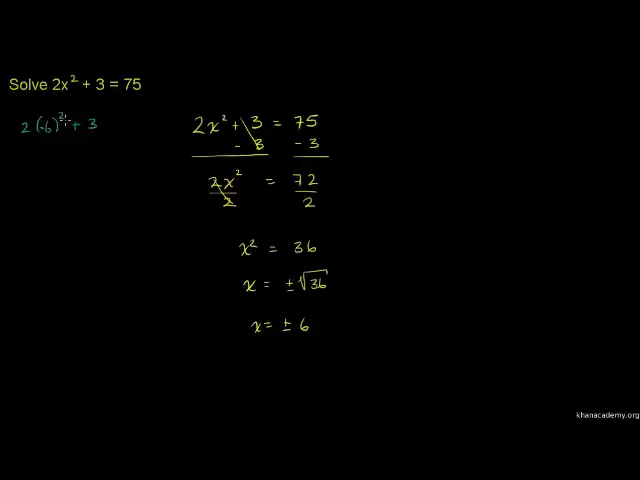 Solve 2x² + 3 = 75
2(-6)² + 3
2x² + 3 = 75
- 3 - 3
2x² = 72
2 2
x² = 36
x = ±√36
x = ± 6
khanacademy.org